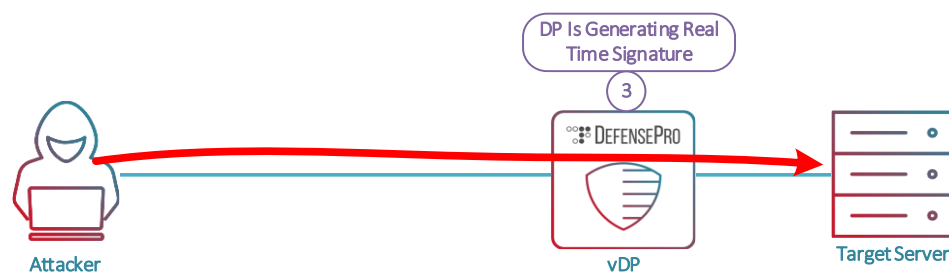 DP Is Generating Real
Time Signature
3
DEFENSEPRO
Attacker
vDP
Target Server